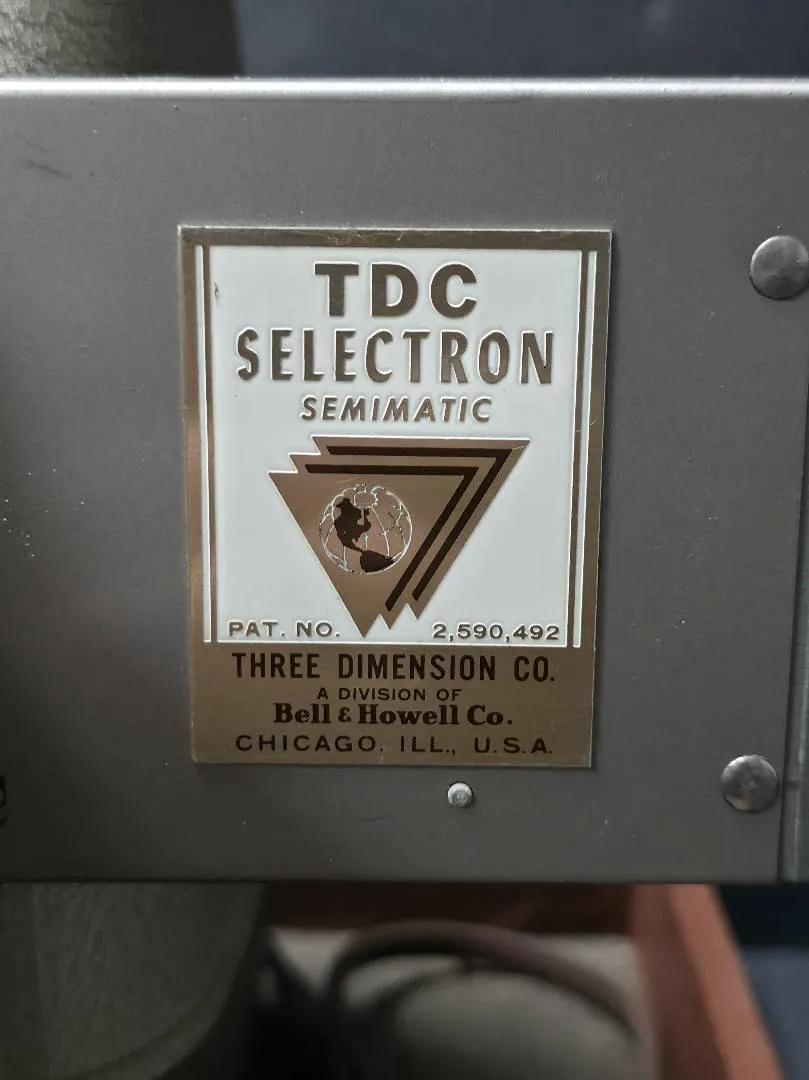 TDC
SELECTRON
SEMIMATIC
PAT. NO. 2,590,492
THREE DIMENSION CO.
A DIVISION OF
Bell & Howell Co.
CHICAGO, ILL., U.S.A.